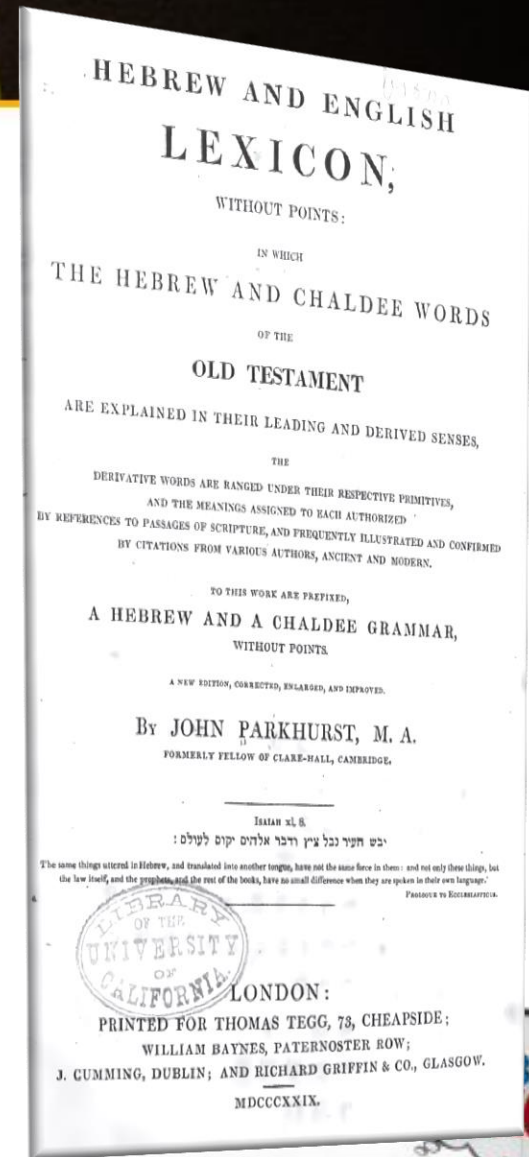 HEBREW AND ENGLISH
LEXICON,
WITHOUT POINTS:
IN WHICH
THE HEBREW AND CHALDEE WORDS
OF THE
OLD TESTAMENT
ARE EXPLAINED IN THEIR LEADING AND DERIVED SENSES,
THE
DERIVATIVE WORDS ARE RANGED UNDER THEIR RESPECTIVE PRIMITIVES,
AND THE MEANINGS ASSIGNED TO EACH AUTHORIZED
BY REFERENCES TO PASSAGES OF SCRIPTURE, AND FREQUENTLY ILLUSTRATED AND CONFIRMED
BY CITATIONS FROM VARIOUS AUTHORS, ANCIENT AND MODERN.
TO THIS WORK ARE PREFIXED,
A HEBREW AND A CHALDEE GRAMMAR,
WITHOUT POINTS.
A NEW EDITION, CORRECTED, ENLARGED, AND IMPROVED.
BY JOHN PARKHURST, M. A.
FORMERLY FELLOW OF CLARE-HALL, CAMBRIDGE.
ISAIAH xl, 8.
יבש חציר נבל ציץ ודבר אלהים יקום לעולם :
'The same things uttered in Hebrew, and translated into another tongue, have not the same force in them: and not only these things, but
the law itself, and the prophets, and the rest of the books, have no small difference when they are spoken in their own language.'
PROLOGUE TO ECCLESIASTICUS.
LIBRARY
OF THE
UNIVERSITY
OF
CALIFORNIA.
LONDON:
PRINTED FOR THOMAS TEGG, 73, CHEAPSIDE;
WILLIAM BAYNES, PATERNOSTER ROW;
J. CUMMING, DUBLIN; AND RICHARD GRIFFIN & CO., GLASGOW.
MDCCCXXIX.